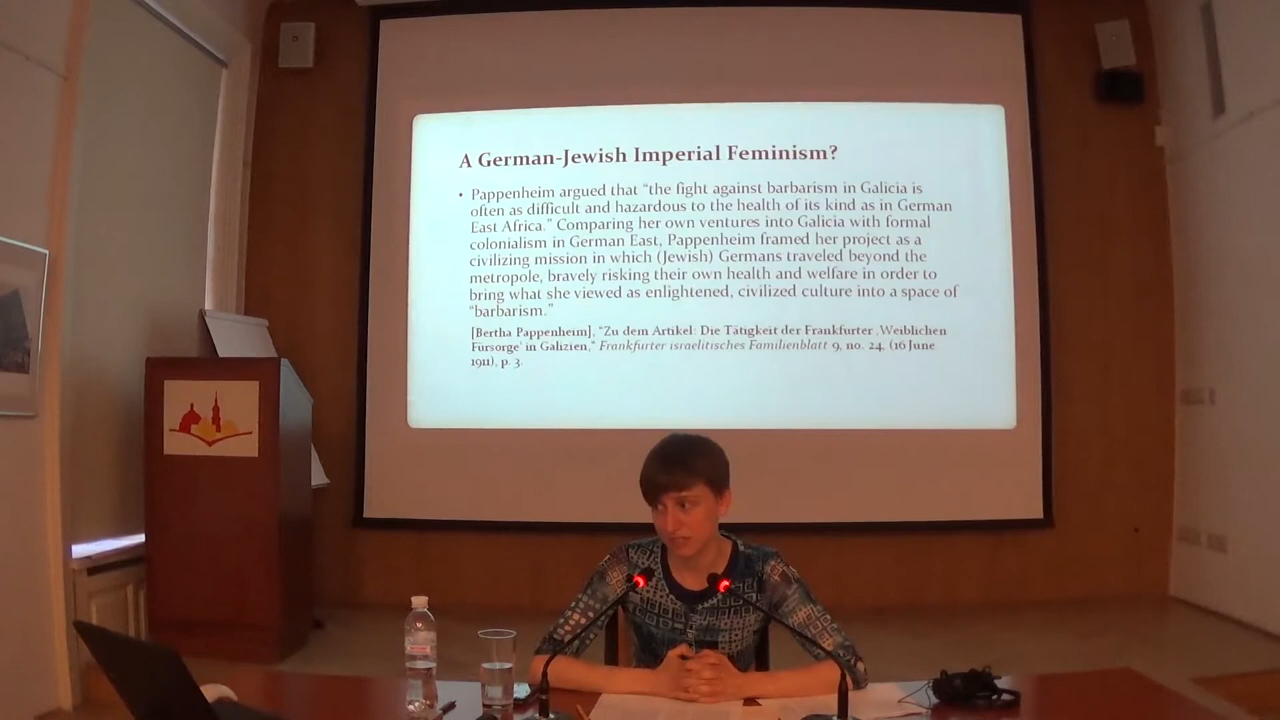 A German-Jewish Imperial Feminism?
• Pappenheim argued that “the fight against barbarism in Galicia is
often as difficult and hazardous to the health of its kind as in German
East Africa.” Comparing her own ventures into Galicia with formal
colonialism in German East, Pappenheim framed her project as a
civilizing mission in which (Jewish) Germans traveled beyond the
metropole, bravely risking their own health and welfare in order to
bring what she viewed as enlightened, civilized culture into a space of
“barbarism.”
[Bertha Pappenheim], “Zu dem Artikel: Die Tätigkeit der Frankfurter ‚Weiblichen
Fürsorge‘ in Galizien,“ Frankfurter israelitisches Familienblatt 9, no. 24, (16 June
1911), p. 3.